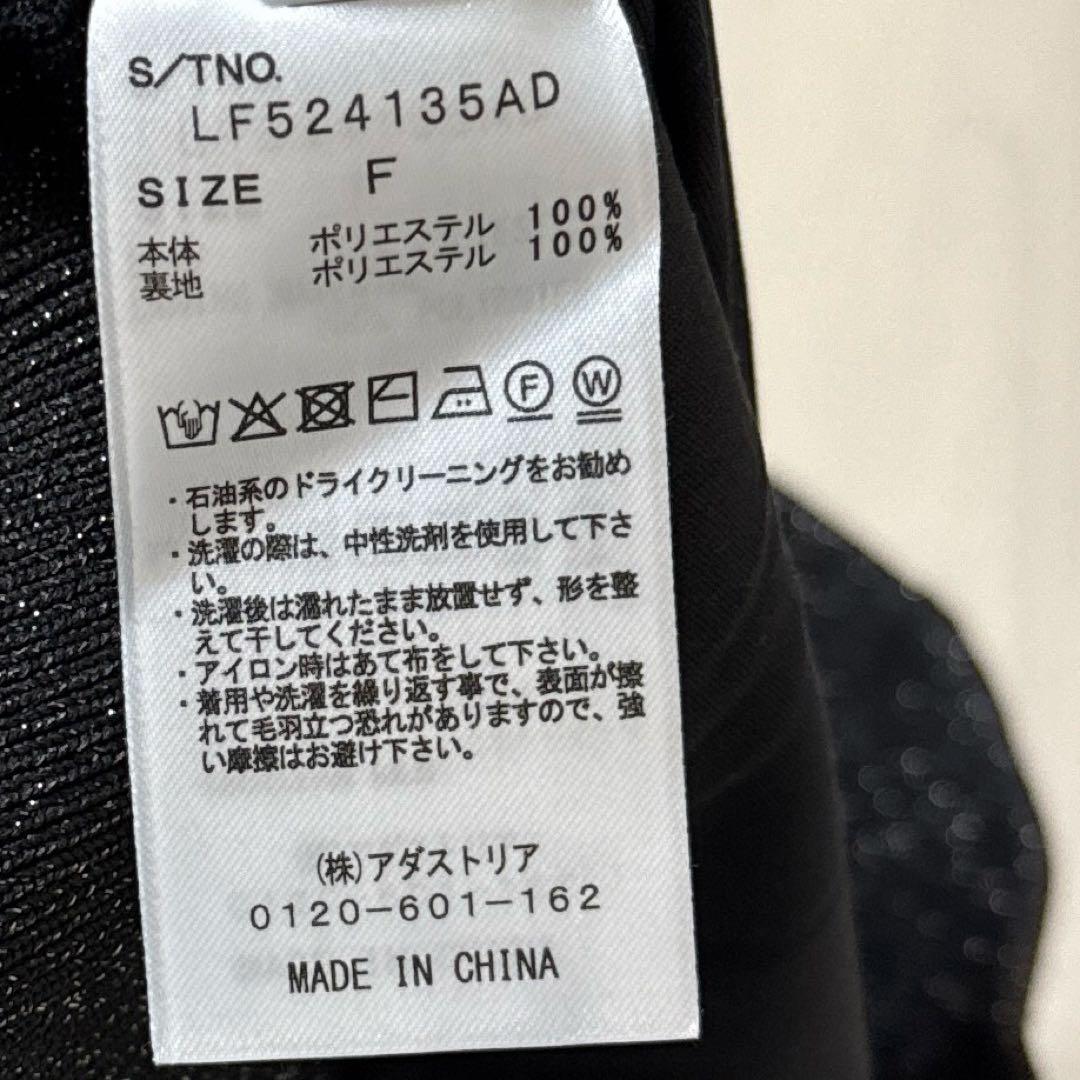 S/TNO.
LF524135AD
SIZE F
本体 ポリエステル 100%
裏地 ポリエステル 100%
F W
・石油系のドライクリーニングをお勧め
します。
・洗濯の際は、中性洗剤を使用して下さ
い。
・洗濯後は濡れたまま放置せず、形を整
えて干してください。
・アイロン時はあて布をして下さい。
・着用や洗濯を繰り返す事で、表面が擦
れて毛羽立つ恐れがありますので、強
い摩擦はお避け下さい。
(株)アダストリア
0120-601-162
MADE IN CHINA